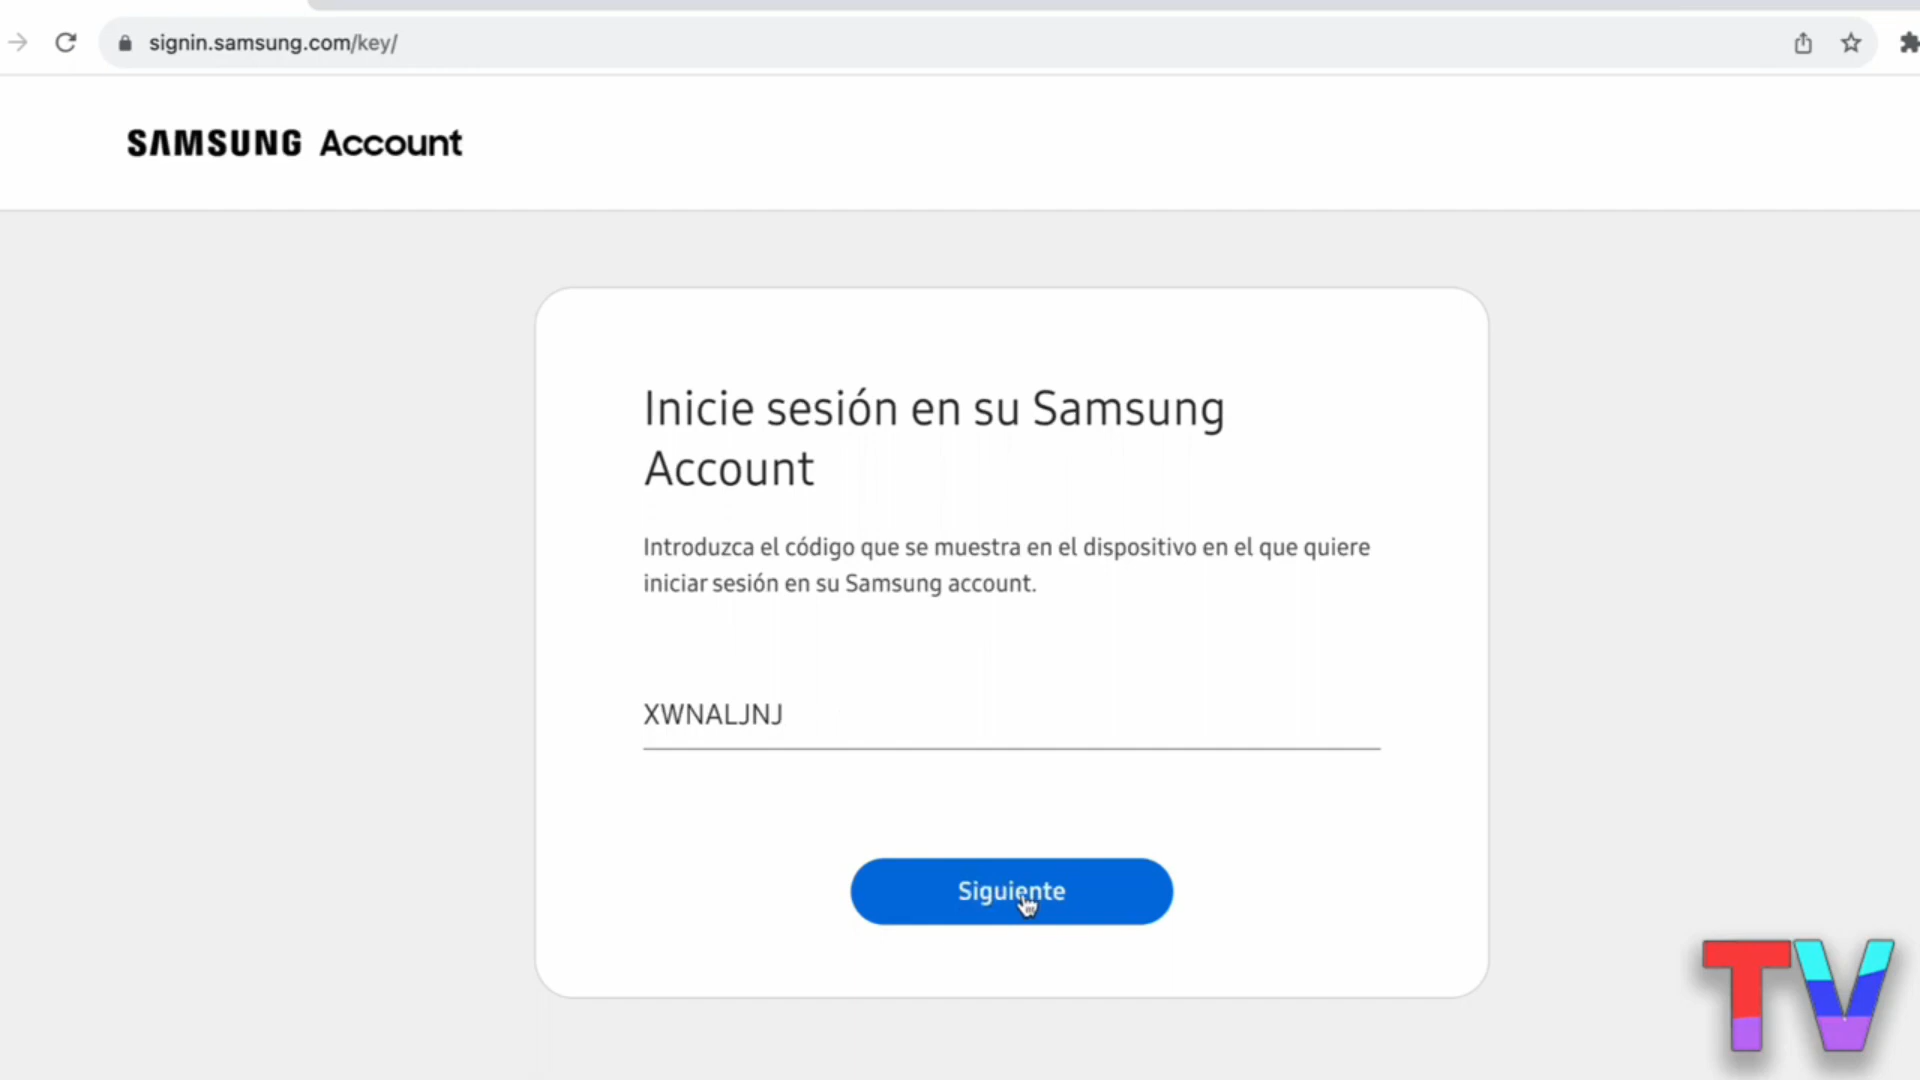 signin.samsung.com/key/
SAMSUNG Account
Inicie sesión en su Samsung
Account
Introduzca el código que se muestra en el dispositivo en el que quiere
iniciar sesión en su Samsung account.
XWNALJNJ
Siguiente
TV